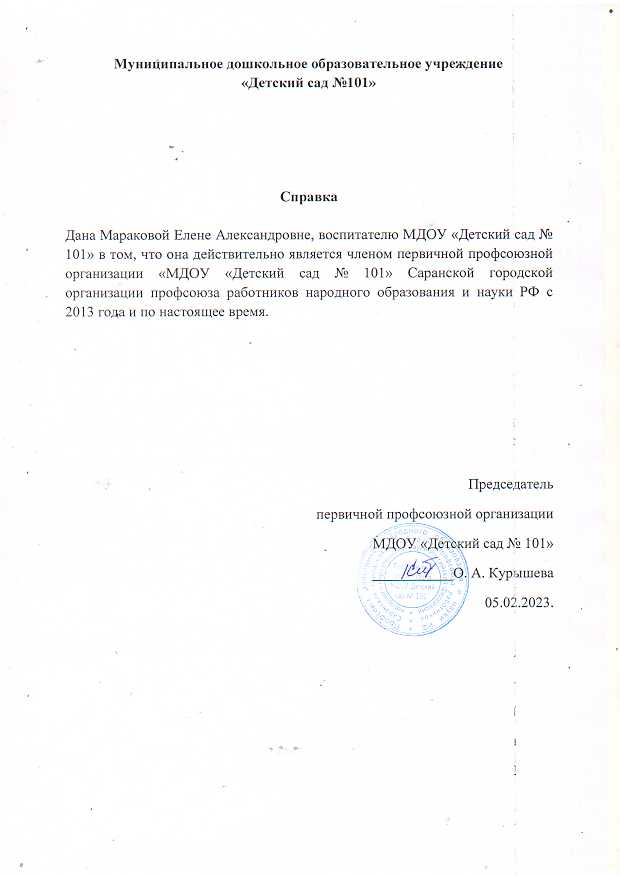 Муниципальное дошкольное образовательное учреждение
«Детский сад №101»
Справка
Дана Мараковой Елене Александровне, воспитателю МДОУ «Детский сад №
101» в том, что она действительно является членом первичной профсоюзной
организации «МДОУ «Детский сад № 101» Саранской городской
организации профсоюза работников народного образования и науки РФ с
2013 года и по настоящее время.
Председатель
первичной профсоюзной организации
МДОУ «Детский сад № 101»
О. А. Курышева
05.02.2023.